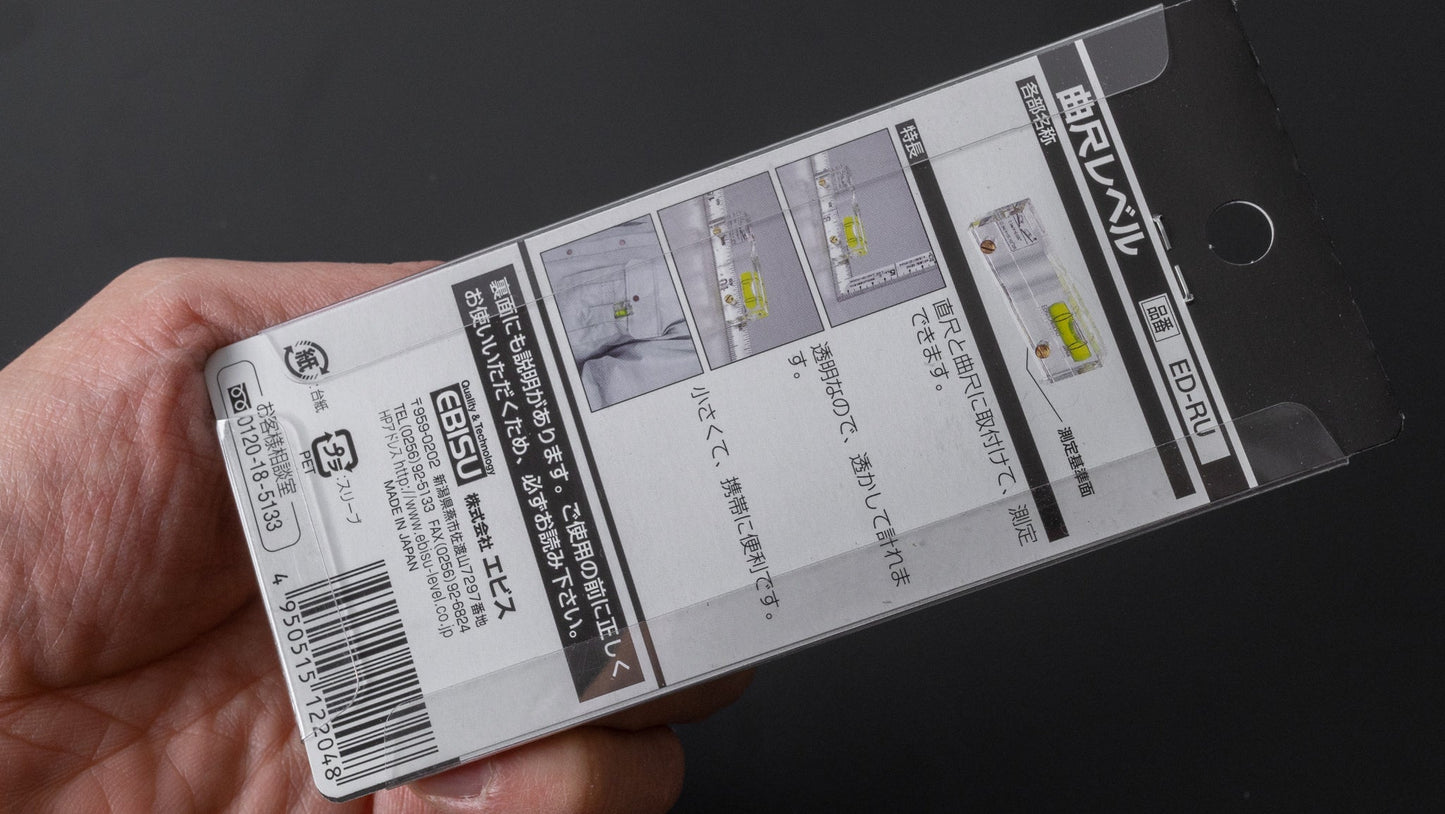 曲尺レベル
品番 ED-RU
各部名称
測定基準面
特長
直尺と曲尺に取付けて、測定
できます。
透明なので、透かして計れま
す。
小さくて、携帯に便利です。
裏面にも説明があります。ご使用の前に正しく
お使いいただくため、必ずお読み下さい。
Quality & Technology
EBISU 株式会社 エビス
〒959-0202 新潟県燕市佐渡山7297番地
TEL(0256)92-5133 FAX(0256)92-6824
HPアドレス http://www.ebisu-level.co.jp
MADE IN JAPAN
紙 :台紙
プラ :スリーブ
PET
お客様相談室
0120-18-5133
4 950515 122048